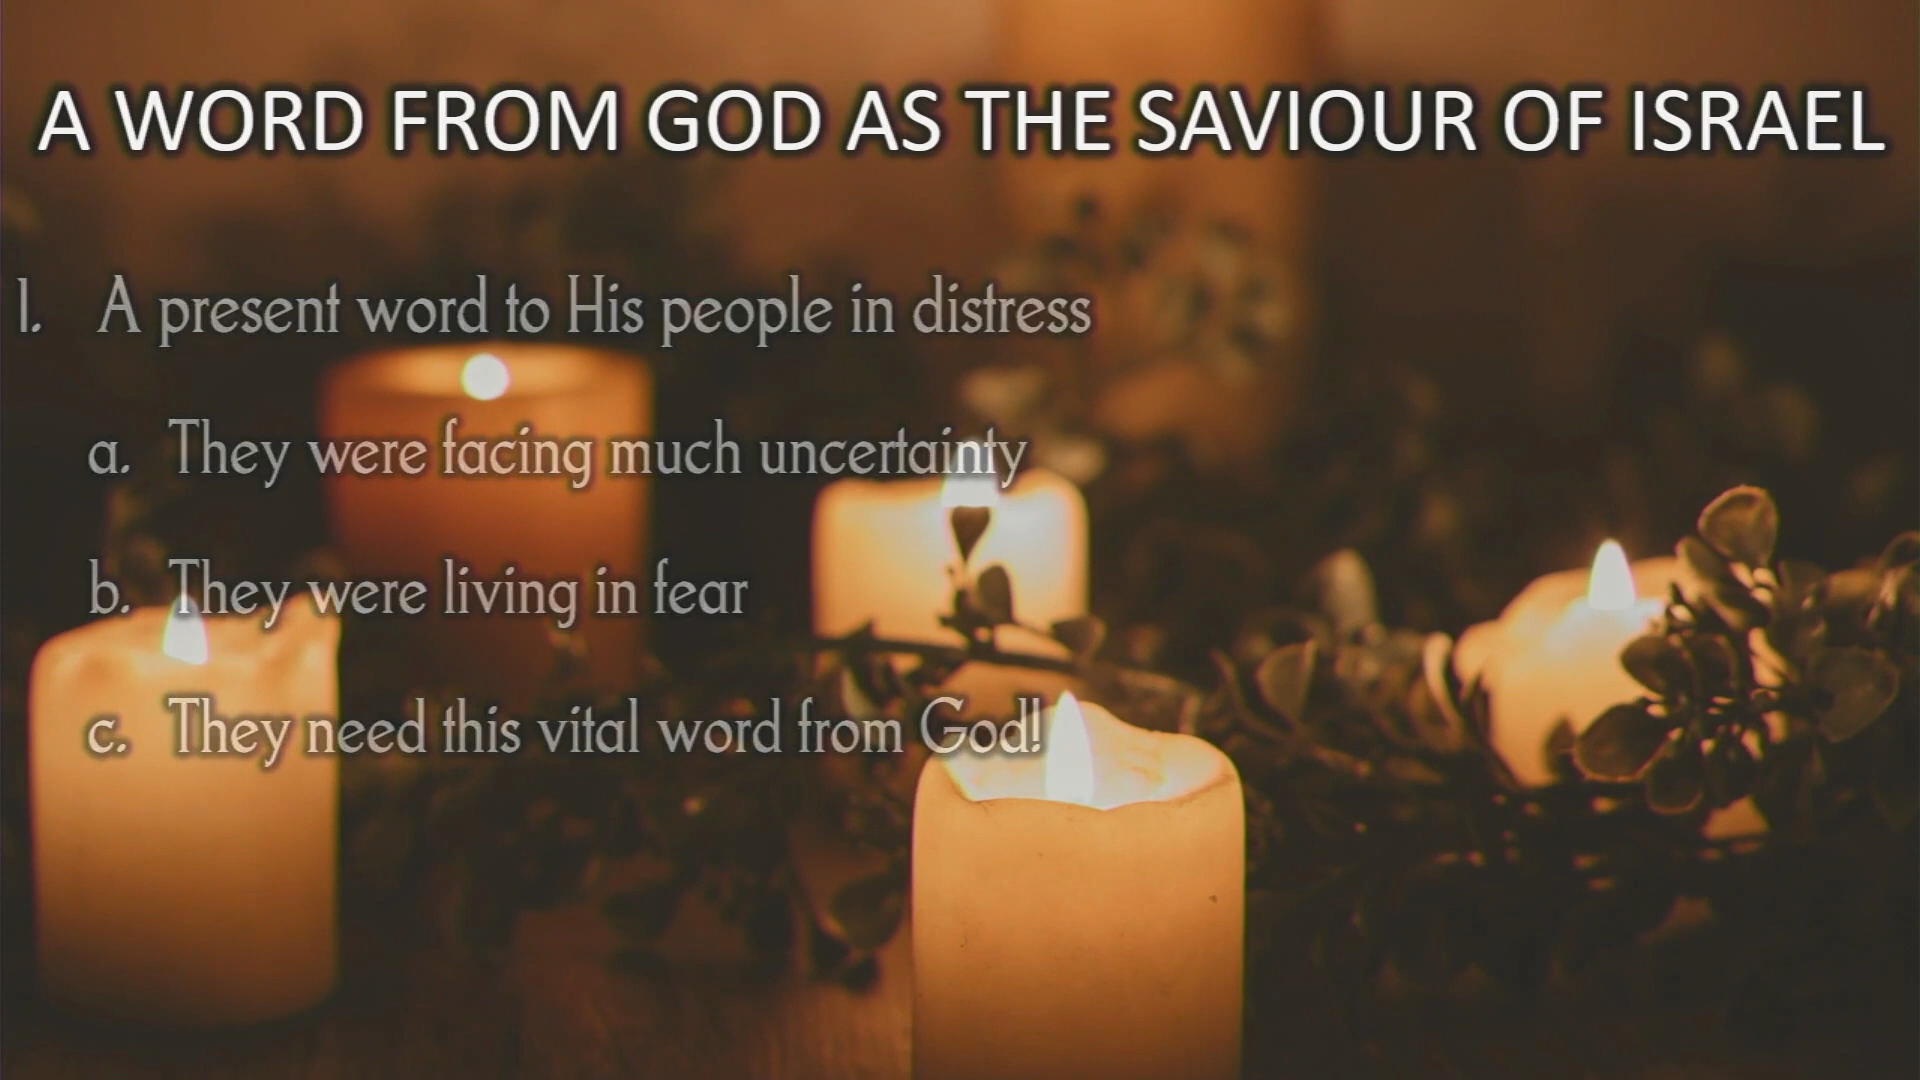 A WORD FROM GOD AS THE SAVIOUR OF ISRAEL
1. A present word to His people in distress
a. They were facing much uncertainty
b. They were living in fear
c. They need this vital word from God!